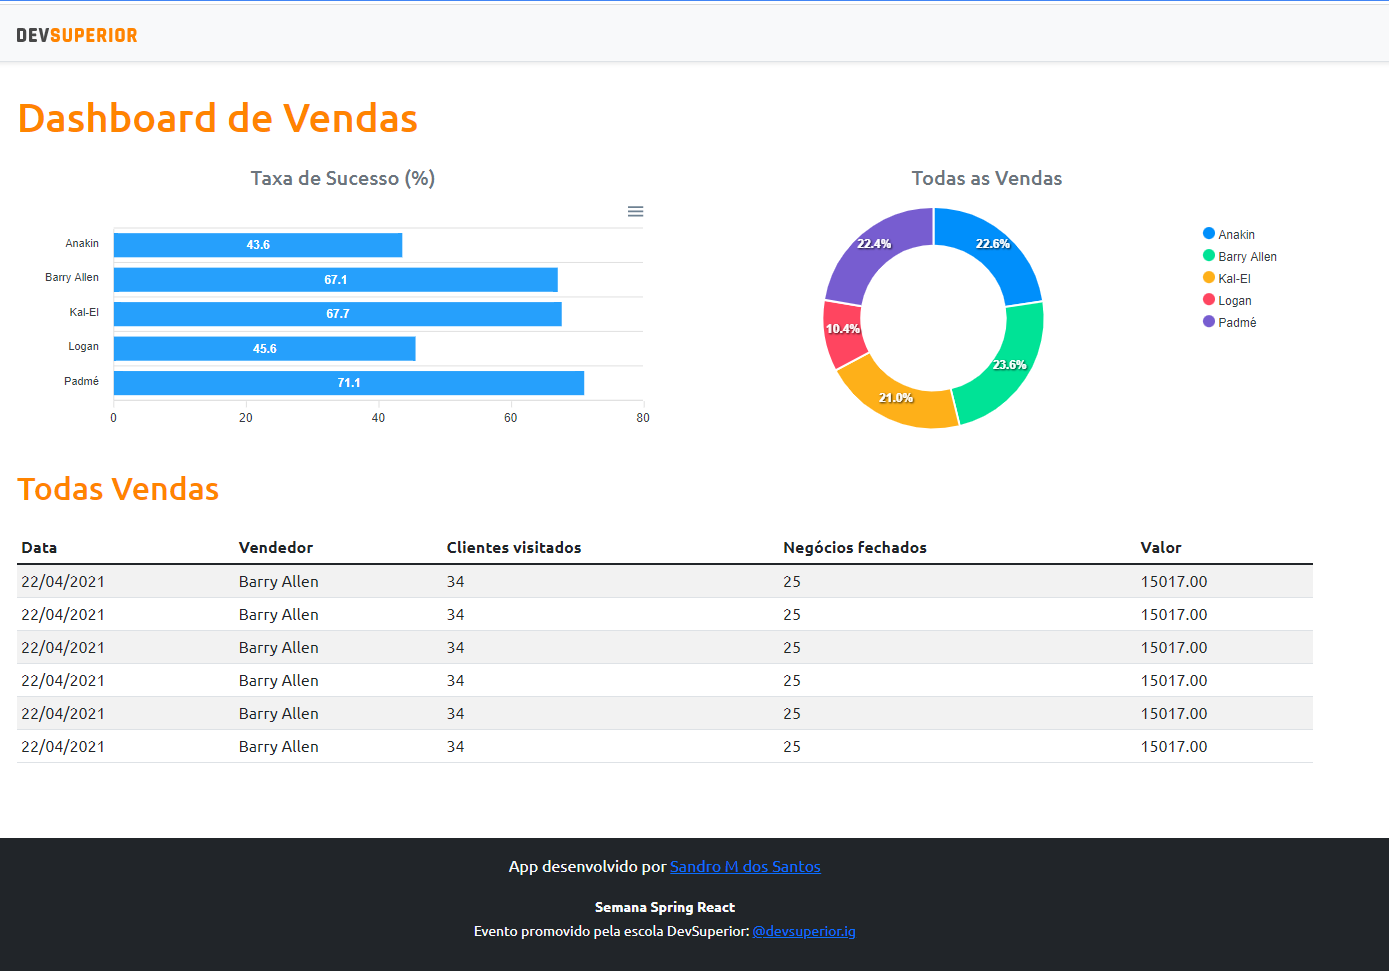 DEVSUPERIOR
Dashboard de Vendas
Taxa de Sucesso (%)
Anakin 43.6
Barry Allen 67.1
Kal-El 67.7
Logan 45.6
Padmé 71.1
0 20 40 60 80
Todas as Vendas
22.4% 22.6%
10.4%
23.6%
21.0%
Anakin
Barry Allen
Kal-El
Logan
Padmé
Todas Vendas
Data Vendedor Clientes visitados Negócios fechados Valor
22/04/2021 Barry Allen 34 25 15017.00
22/04/2021 Barry Allen 34 25 15017.00
22/04/2021 Barry Allen 34 25 15017.00
22/04/2021 Barry Allen 34 25 15017.00
22/04/2021 Barry Allen 34 25 15017.00
22/04/2021 Barry Allen 34 25 15017.00
App desenvolvido por Sandro M dos Santos
Semana Spring React
Evento promovido pela escola DevSuperior: @devsuperior.ig